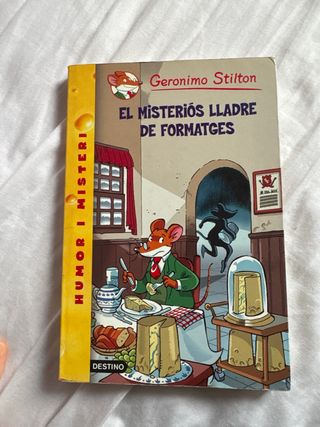 Geronimo Stilton
EL MISTERIÓS LLADRE
DE FORMATGES
HUMOR I MISTERI
DESTINO